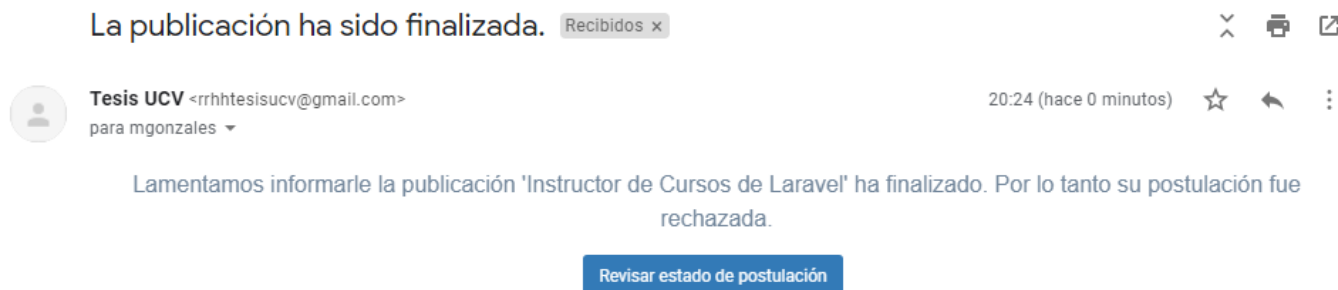 La publicación ha sido finalizada. Recibidos x
Tesis UCV <rrhhtesisucv@gmail.com> 20:24 (hace 0 minutos)
para mgonzales
Lamentamos informarle la publicación 'Instructor de Cursos de Laravel' ha finalizado. Por lo tanto su postulación fue
rechazada.
Revisar estado de postulación